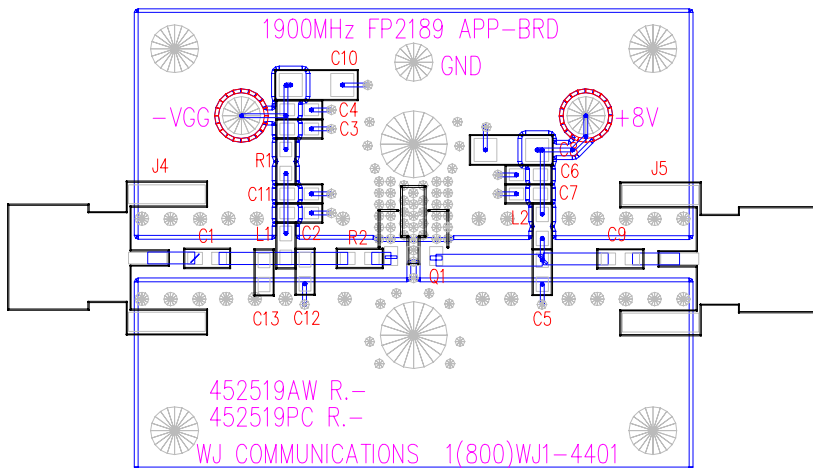 1900MHz FP2189 APP-BRD
C10
GND
-VGG
C4
C3
+8V
R1
C6
J4
C11
C7
J5
L2
C1
L1
C2
R2
C9
Q1
C13
C12
C5
452519AW R.-
452519PC R.-
WJ COMMUNICATIONS 1(800)WJ1-4401